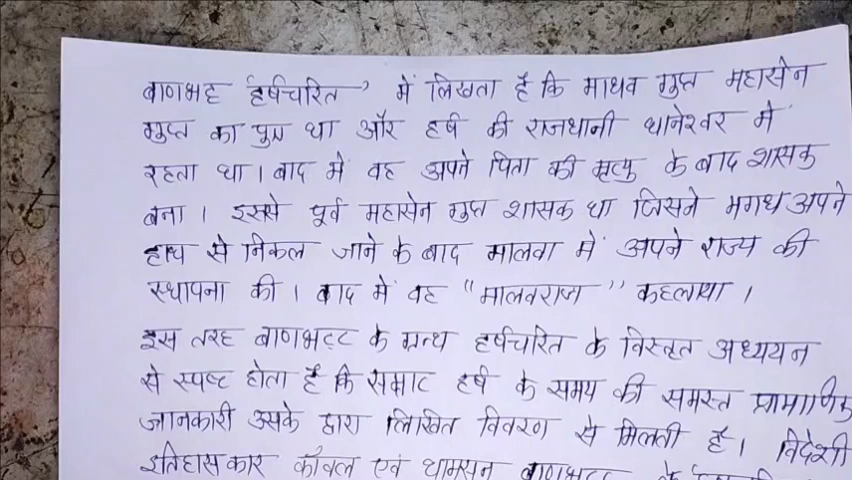 बाणभट्ट 'हर्षचरित' में लिखता है कि माधव गुप्त महासेन
गुप्त का पुत्र था और हर्ष की राजधानी थानेश्वर में
रहता था। बाद में वह अपने पिता की मृत्यु के बाद शासक
बना। इससे पूर्व महासेन गुप्त शासक था जिसने मगध अपने
हाथ से निकल जाने के बाद मालवा में अपने राज्य की
स्थापना की। बाद में वह "मालवराज" कहलाया।
इस तरह बाणभट्ट के ग्रन्थ हर्षचरित के विस्तृत अध्ययन
से स्पष्ट होता है कि सम्राट हर्ष के समय की समस्त प्रामाणिक
जानकारी उसके द्वारा लिखित विवरण से मिलती है। विदेशी
इतिहासकार कॉवल एवं थामसन बाणभट्ट के